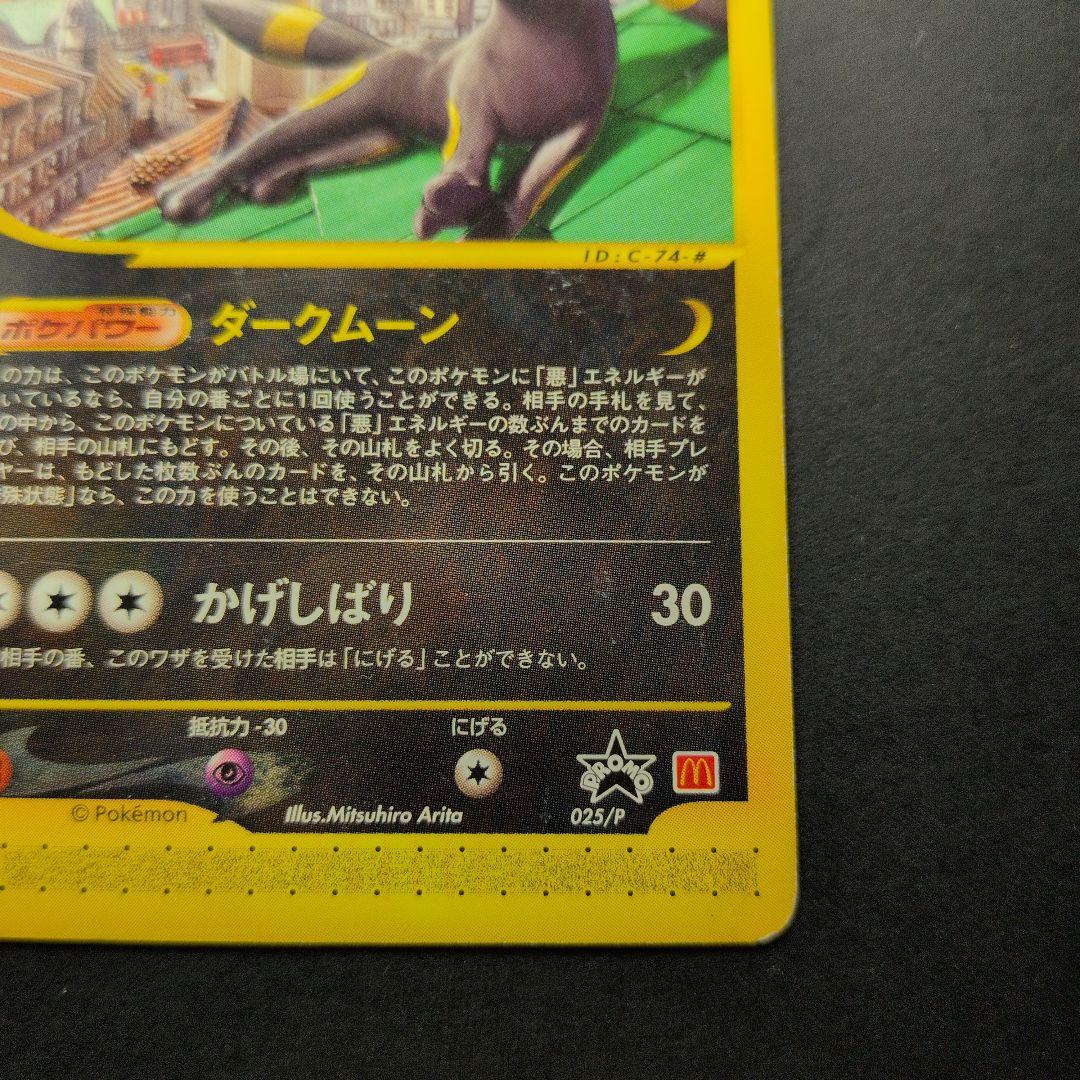 ID : C-74-#
特殊能力
ポケパワー ダークムーン
の力は、このポケモンがバトル場にいて、このポケモンに「悪」エネルギーが
いているなら、自分の番ごとに1回使うことができる。相手の手札を見て、
の中から、このポケモンについている「悪」エネルギーの数ぶんまでのカードを
び、相手の山札にもどす。その後、その山札をよく切る。その場合、相手プレ
ヤーは、もどした枚数ぶんのカードを、その山札から引く。このポケモンが
殊状態」なら、この力を使うことはできない。
かげしばり 30
相手の番、このワザを受けた相手は「にげる」ことができない。
抵抗力 -30 にげる
PROMO
© Pokémon Illus.Mitsuhiro Arita 025/P